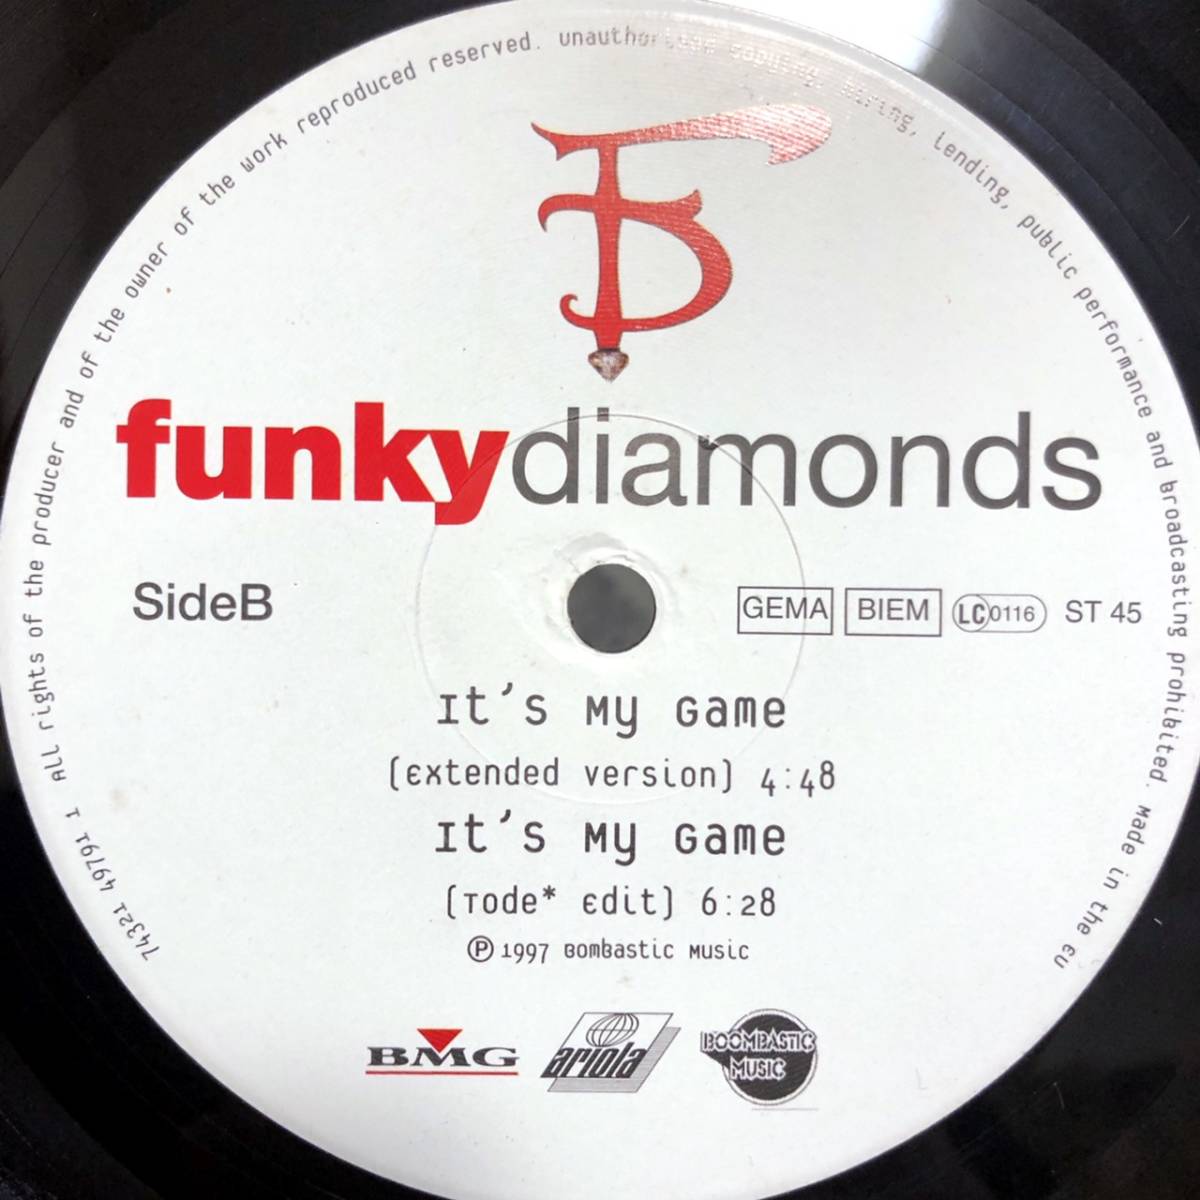 74321 49791 1 All rights of the producer and of the owner of the work reproduced reserved. unauthorised copying, hiring, lending, public performance and broadcasting prohibited. Made in the EU
funkydiamonds
SideB
GEMA BIEM LC0116 ST 45
It's My Game
(Extended Version) 4:48
It's My Game
(Tode* Edit) 6:28
Ⓟ 1997 Bombastic Music
BMG ariola BOOMBASTIC MUSIC